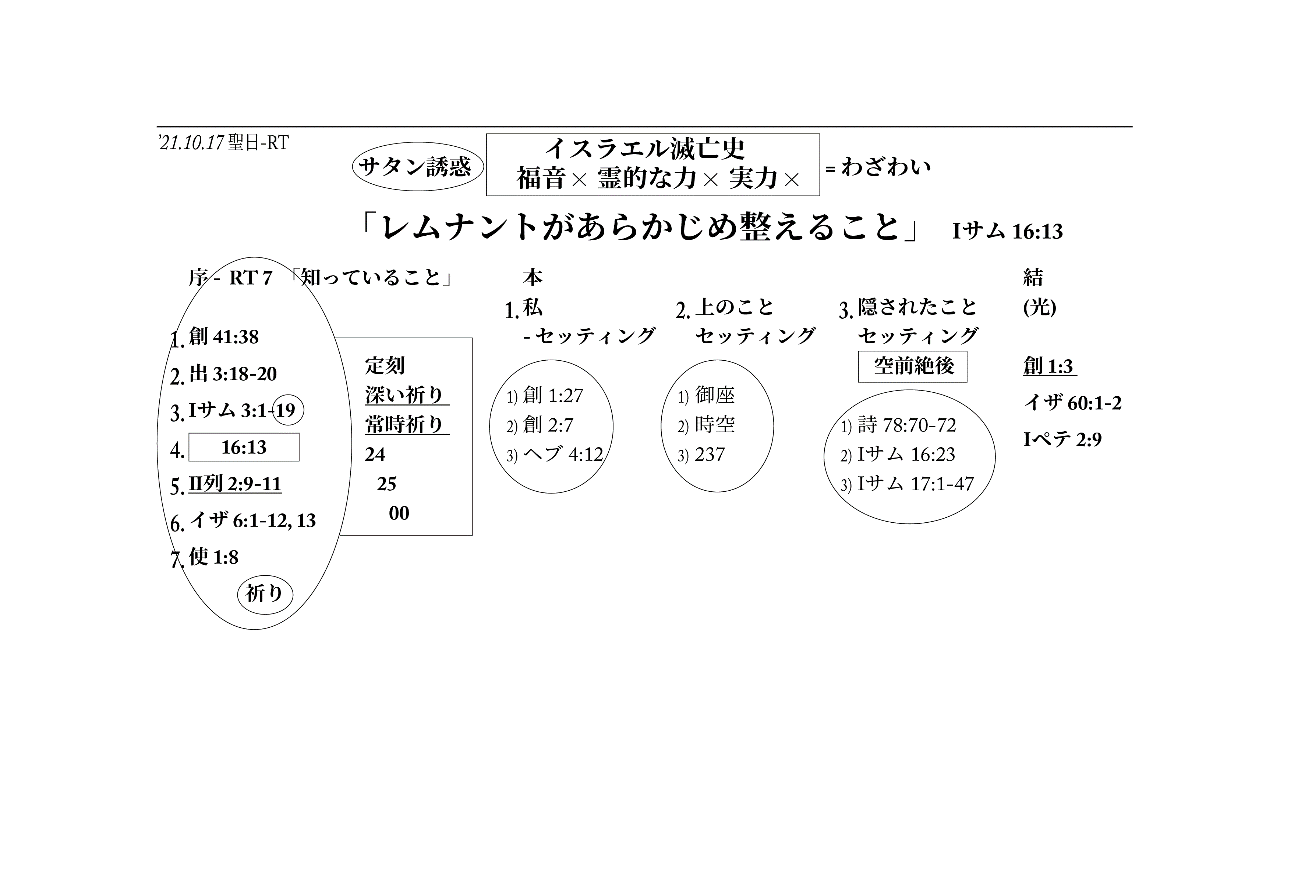 '21.10.17 聖日-RT
サタン誘惑
イスラエル滅亡史
福音× 霊的な力× 実力×
= わざわい
「レムナントがあらかじめ整えること」 Iサム 16:13
序 - RT 7 「知っていること」
1. 創 41:38
2. 出 3:18-20
3. Iサム 3:1-19
4. 16:13
5. II列 2:9-11
6. イザ 6:1-12, 13
7. 使 1:8
祈り
定刻
深い祈り
常時祈り
24
25
00
本
1. 私
- セッティング
1) 創 1:27
2) 創 2:7
3) ヘブ 4:12
2. 上のこと
セッティング
1) 御座
2) 時空
3) 237
3. 隠されたこと
セッティング
空前絶後
1) 詩 78:70-72
2) Iサム 16:23
3) Iサム 17:1-47
結
(光)
創 1:3
イザ 60:1-2
Iペテ 2:9